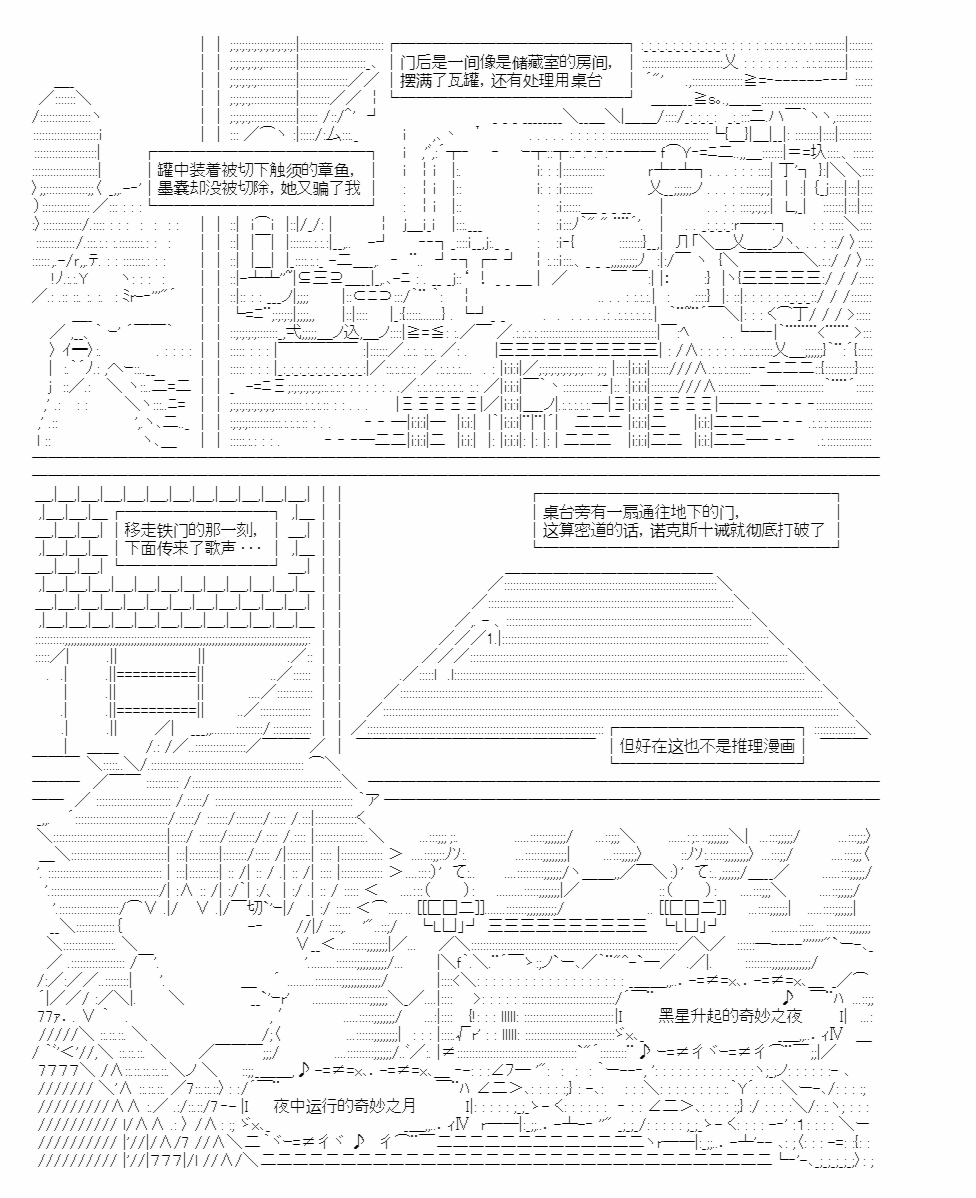 门后是一间像是储藏室的房间，
摆满了瓦罐，还有处理用桌台
罐中装着被切下触须的章鱼，
墨囊却没被切除，她又骗了我
移走铁门的那一刻，
下面传来了歌声・・・
桌台旁有一扇通往地下的门，
这算密道的话，诺克斯十诫就彻底打破了
但好在这也不是推理漫画
♪
黑星升起的奇妙之夜
♪
♪
夜中运行的奇妙之月
♪